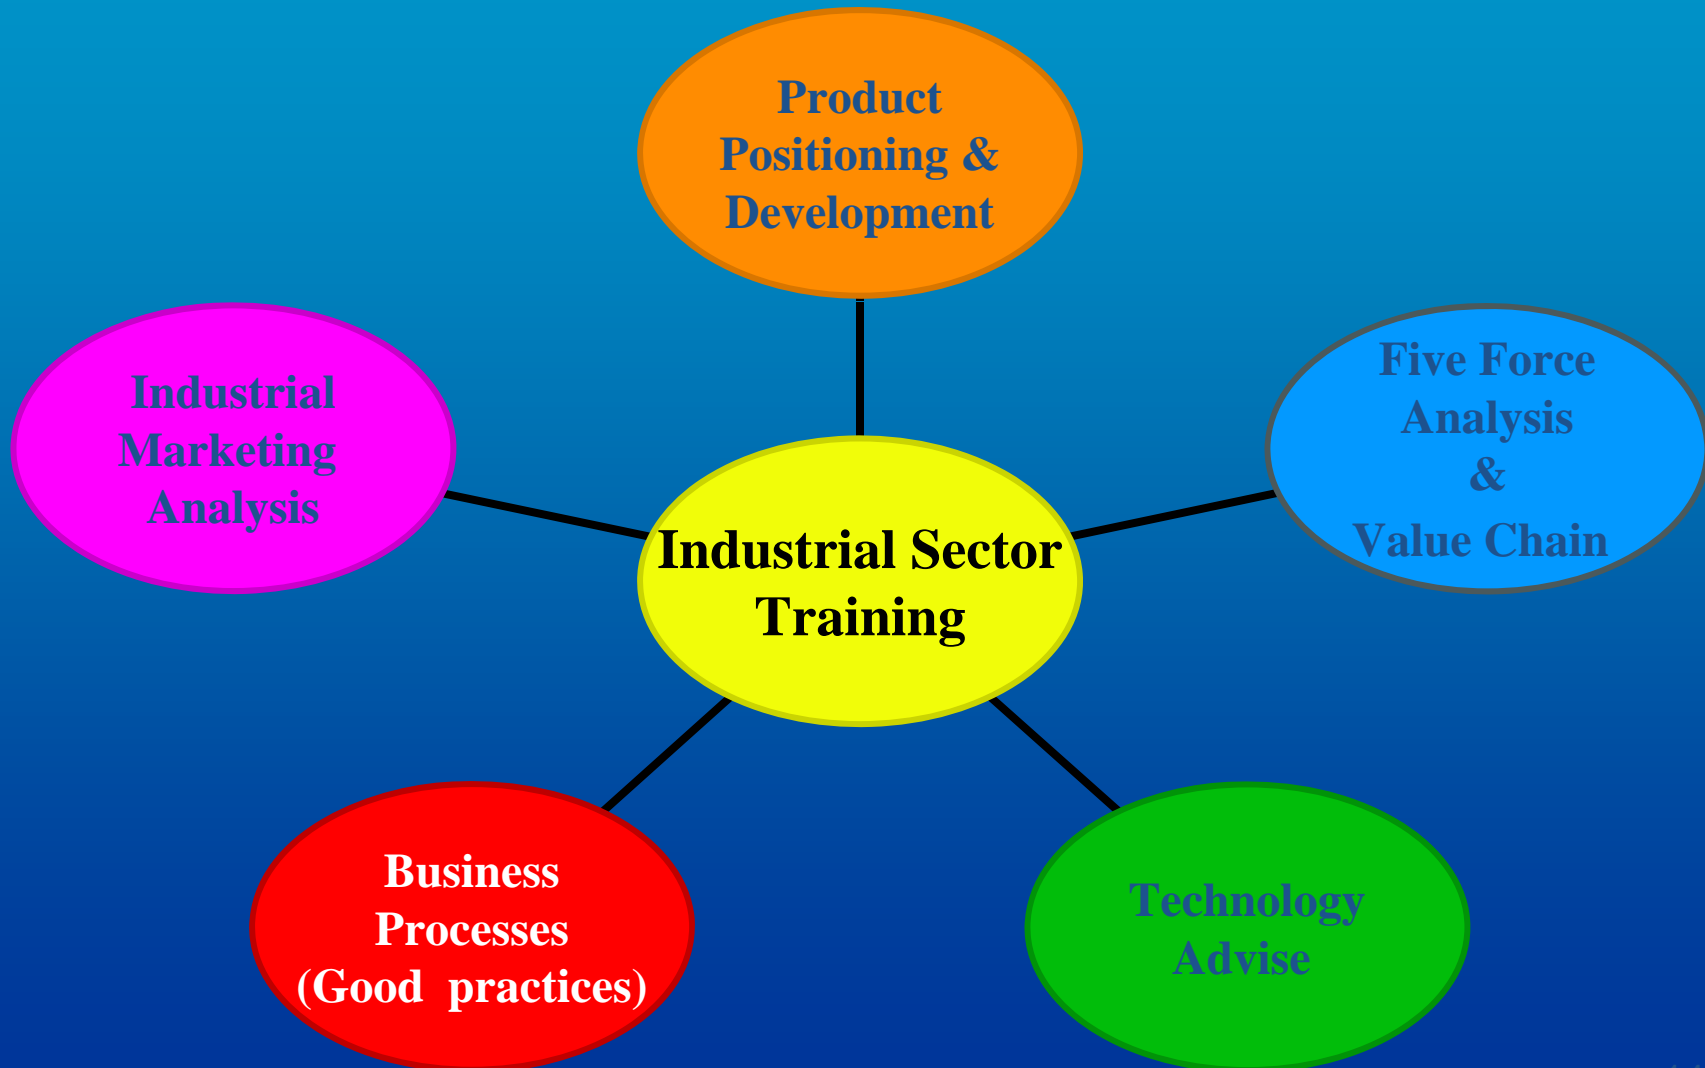 Product
Positioning &
Development
Industrial
Marketing
Analysis
Five Force
Analysis
&
Value Chain
Industrial Sector
Training
Business
Processes
(Good practices)
Technology
Advise